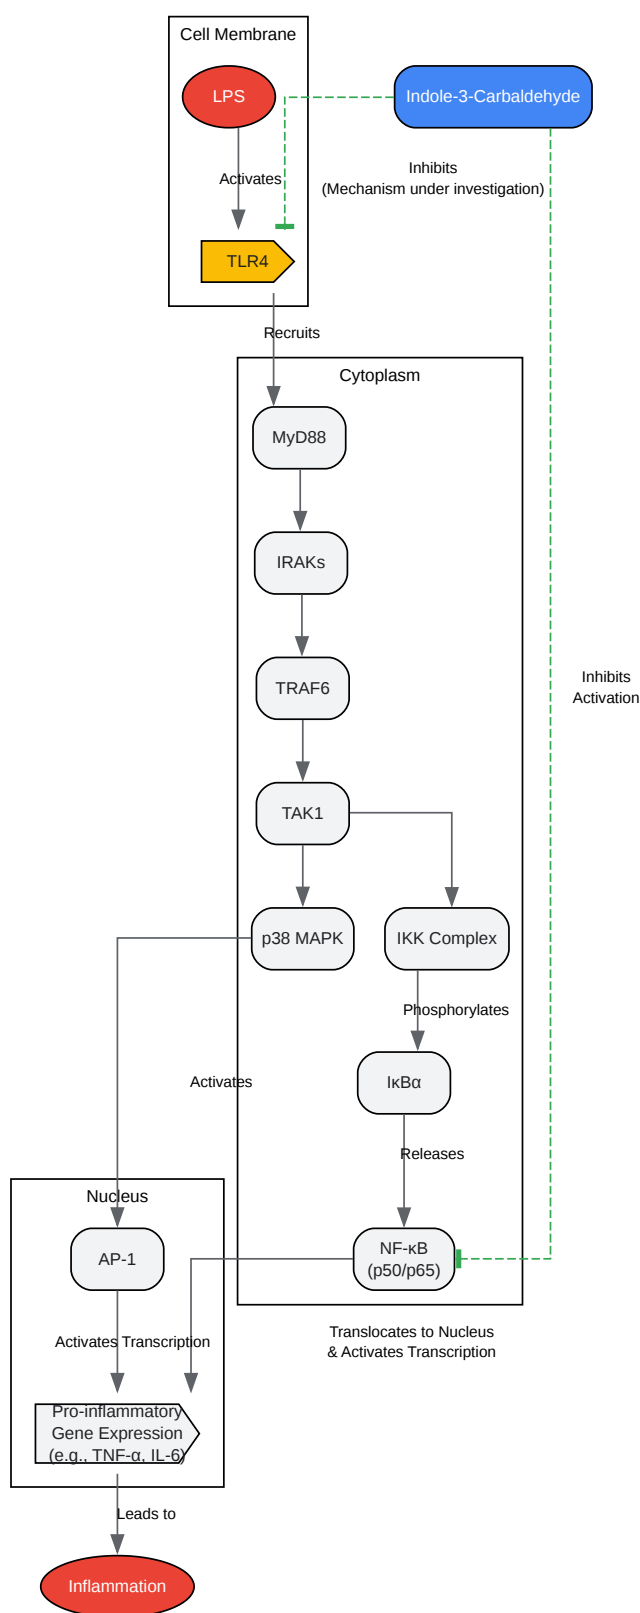 Cell Membrane
LPS
Indole-3-Carbaldehyde
Activates
Inhibits
(Mechanism under investigation)
TLR4
Recruits
Cytoplasm
MyD88
IRAKs
TRAF6
Inhibits
Activation
TAK1
p38 MAPK
IKK Complex
Phosphorylates
Activates
IκBα
Releases
Nucleus
AP-1
NF-κB
(p50/p65)
Activates Transcription
Translocates to Nucleus
& Activates Transcription
Pro-inflammatory
Gene Expression
(e.g., TNF-α, IL-6)
Leads to
Inflammation